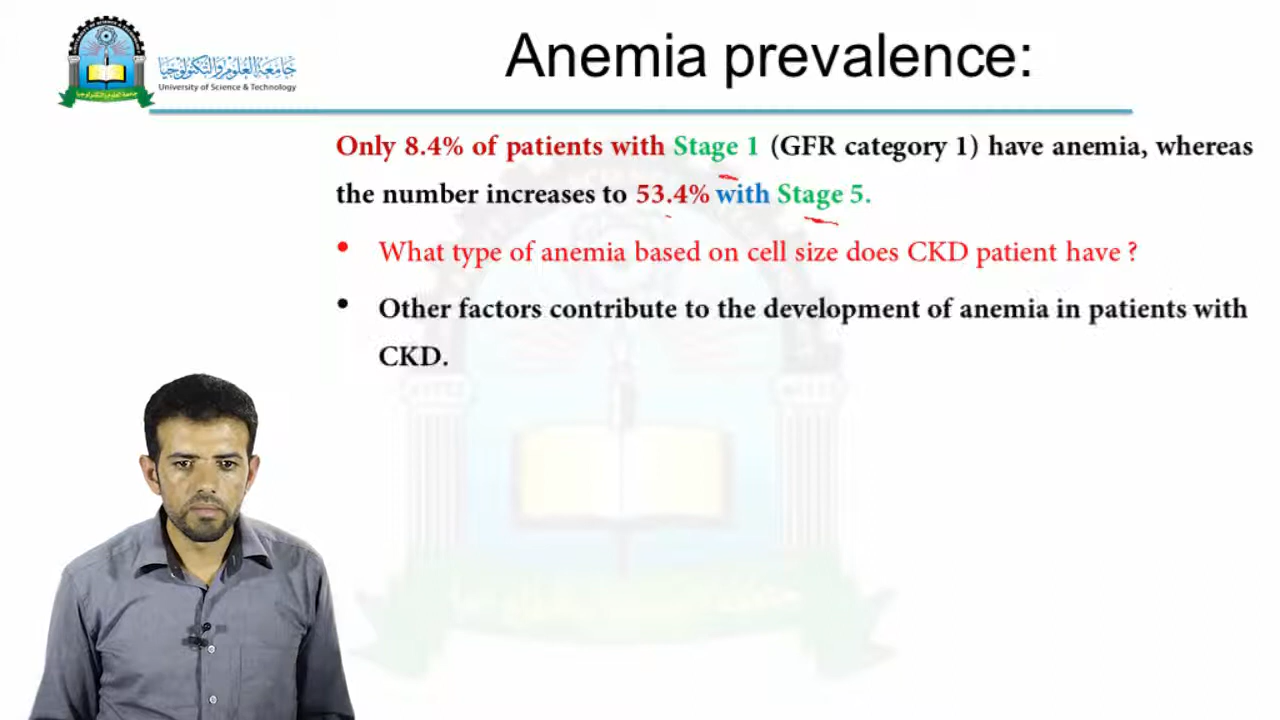 Anemia prevalence:
جامعة العلوم والتكنولوجيا
University of Science & Technology
Only 8.4% of patients with Stage 1 (GFR category 1) have anemia, whereas
the number increases to 53.4% with Stage 5.
• What type of anemia based on cell size does CKD patient have ?
• Other factors contribute to the development of anemia in patients with
CKD.